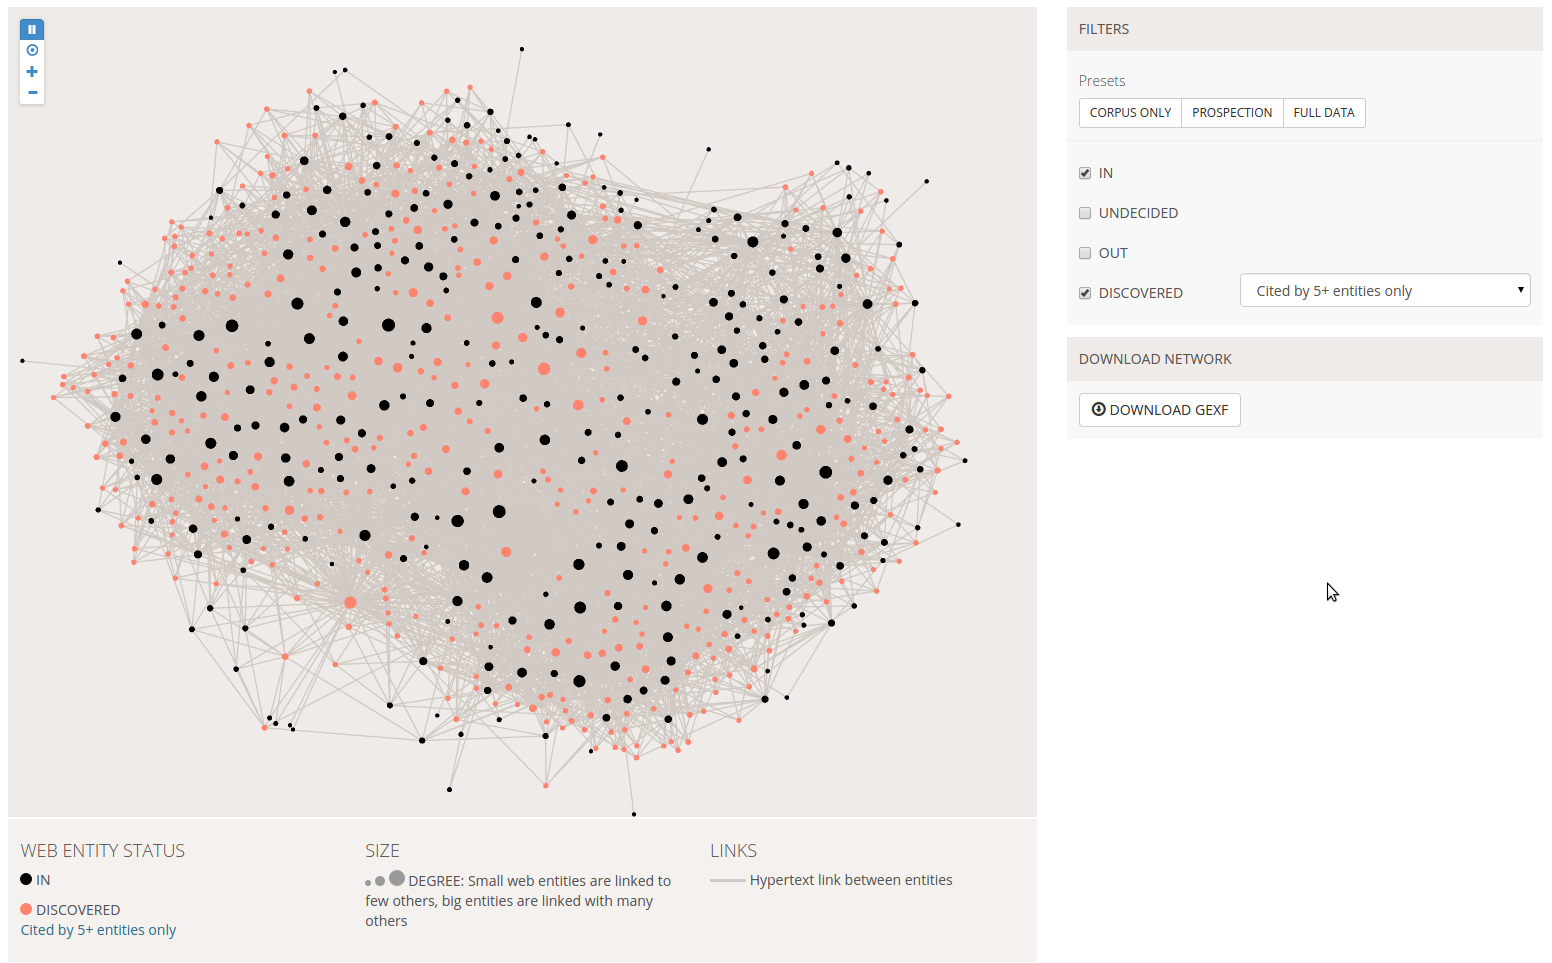 FILTERS
Presets
CORPUS ONLY
PROSPECTION
FULL DATA
IN
UNDECIDED
OUT
DISCOVERED
Cited by 5+ entities only
DOWNLOAD NETWORK
DOWNLOAD GEXF
WEB ENTITY STATUS
IN
DISCOVERED
Cited by 5+ entities only
SIZE
DEGREE: Small web entities are linked to
few others, big entities are linked with many
others
LINKS
Hypertext link between entities